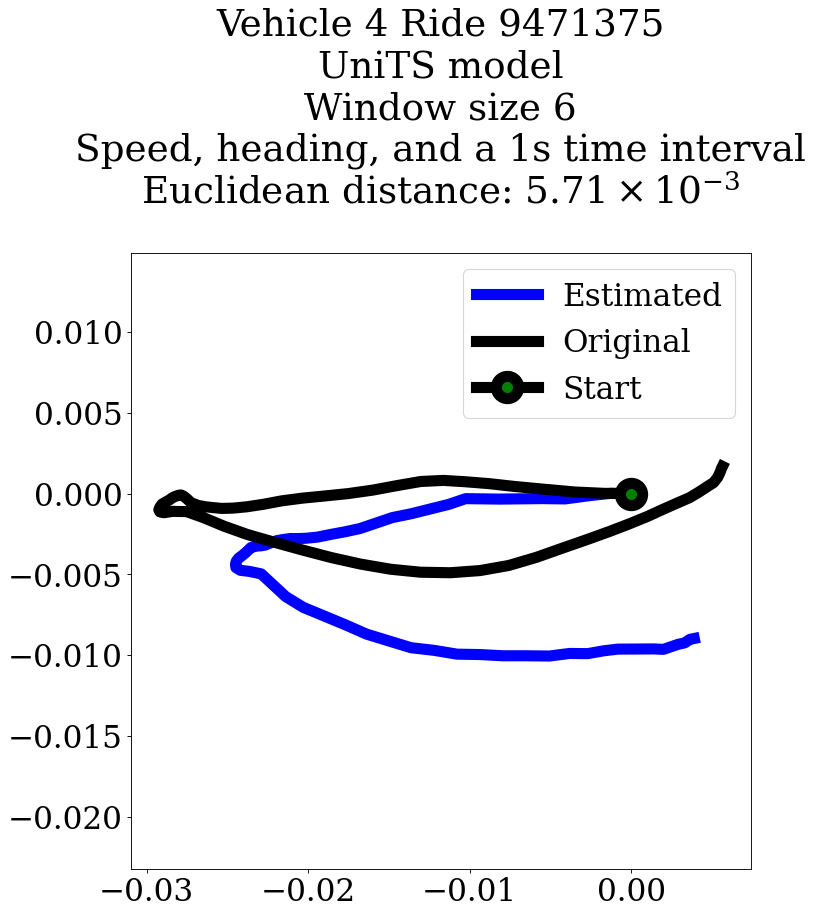 Vehicle 4 Ride 9471375
UniTS model
Window size 6
Speed, heading, and a 1s time interval
Euclidean distance: 5.71 × 10⁻³
Estimated
Original
Start
0.010
0.005
0.000
−0.005
−0.010
−0.015
−0.020
−0.03 −0.02 −0.01 0.00